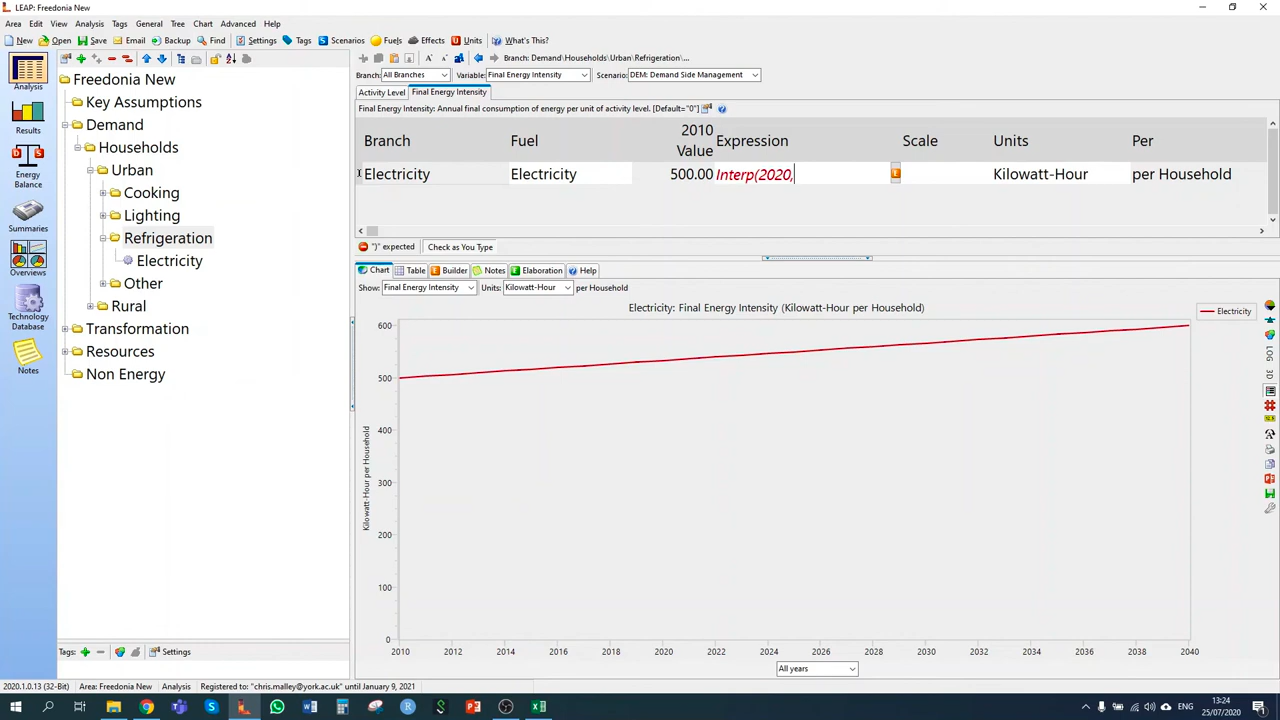 LEAP: Freedonia New
Area Edit View Analysis Tags General Tree Chart Advanced Help
New Open Save Email Backup Find Settings Tags Scenarios Fuels Effects Units What's This?
Analysis
Results
Energy
Balance
Summaries
Overviews
Technology
Database
Notes
Freedonia New
Key Assumptions
Demand
Households
Urban
Cooking
Lighting
Refrigeration
Electricity
Other
Rural
Transformation
Resources
Non Energy
Tags: Settings
Branch: Demand\Households\Urban\Refrigeration\...
Branch: All Branches Variable: Final Energy Intensity Scenario: DEM: Demand Side Management
Activity Level Final Energy Intensity
Final Energy Intensity: Annual final consumption of energy per unit of activity level. [Default="0"]
Branch Fuel 2010 Value Expression Scale Units Per
Electricity Electricity 500.00 Interp(2020, E Kilowatt-Hour per Household
")" expected Check as You Type
Chart Table Builder Notes Elaboration Help
Show: Final Energy Intensity Units: Kilowatt-Hour per Household
Electricity: Final Energy Intensity (Kilowatt-Hour per Household)
Electricity
600
500
400
300
200
100
0
Kilowatt-Hour per Household
2010 2012 2014 2016 2018 2020 2022 2024 2026 2028 2030 2032 2034 2036 2038 2040
All years
LOG
3D
2020.1.0.13 (32-Bit) Area: Freedonia New Analysis Registered to: "chris.malley@york.ac.uk" until January 9, 2021
ENG
13:24
25/07/2020